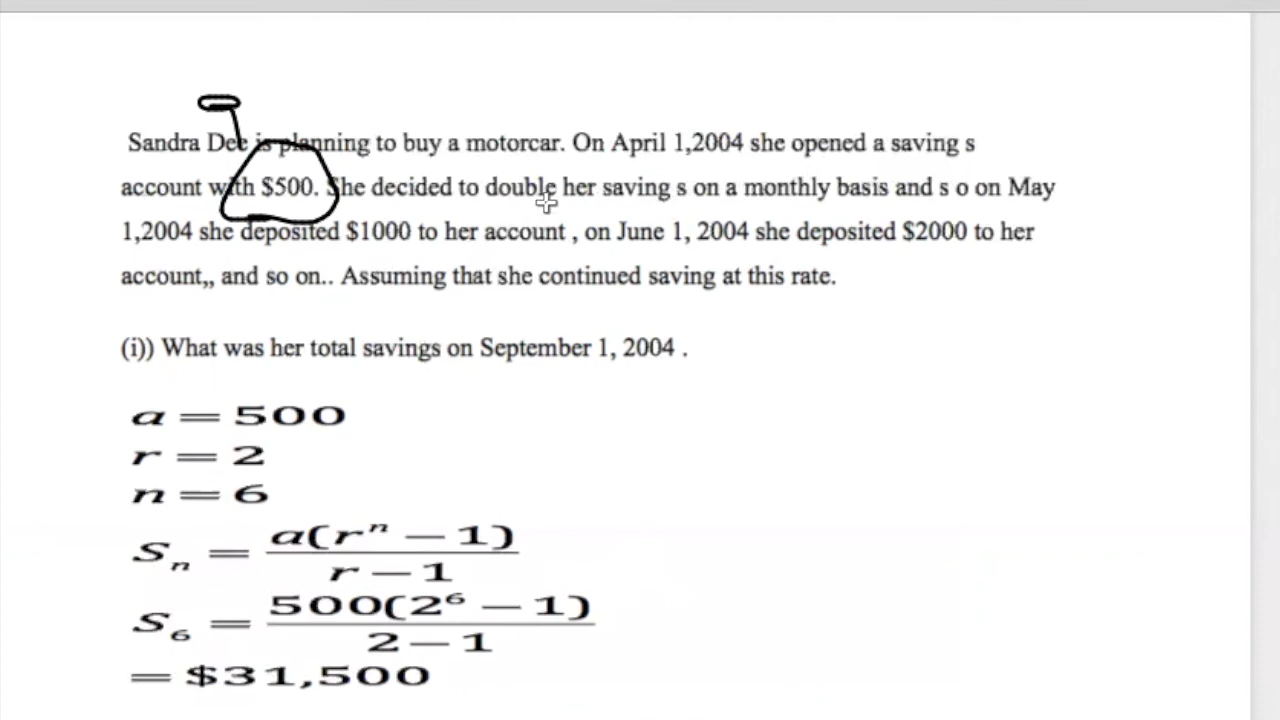 Sandra Dee is planning to buy a motorcar. On April 1,2004 she opened a saving s
account with $500. She decided to double her saving s on a monthly basis and s o on May
1,2004 she deposited $1000 to her account , on June 1, 2004 she deposited $2000 to her
account,, and so on.. Assuming that she continued saving at this rate.
(i)) What was her total savings on September 1, 2004 .
a = 500
r = 2
n = 6
Sₙ = a(rⁿ − 1) / r − 1
S₆ = 500(2⁶ − 1) / 2 − 1
= $31,500